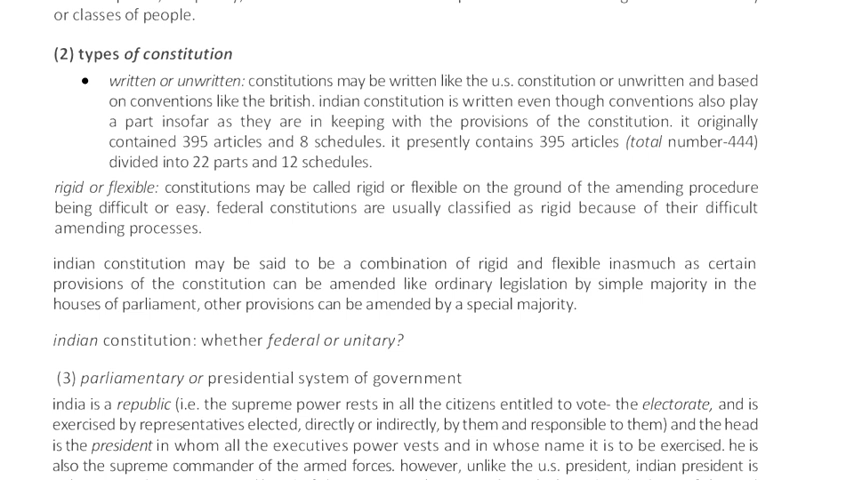 or classes of people.
(2) types of constitution
• written or unwritten: constitutions may be written like the u.s. constitution or unwritten and based
on conventions like the british. indian constitution is written even though conventions also play
a part insofar as they are in keeping with the provisions of the constitution. it originally
contained 395 articles and 8 schedules. it presently contains 395 articles (total number-444)
divided into 22 parts and 12 schedules.
rigid or flexible: constitutions may be called rigid or flexible on the ground of the amending procedure
being difficult or easy. federal constitutions are usually classified as rigid because of their difficult
amending processes.
indian constitution may be said to be a combination of rigid and flexible inasmuch as certain
provisions of the constitution can be amended like ordinary legislation by simple majority in the
houses of parliament, other provisions can be amended by a special majority.
indian constitution: whether federal or unitary?
(3) parliamentary or presidential system of government
india is a republic (i.e. the supreme power rests in all the citizens entitled to vote- the electorate, and is
exercised by representatives elected, directly or indirectly, by them and responsible to them) and the head
is the president in whom all the executives power vests and in whose name it is to be exercised. he is
also the supreme commander of the armed forces. however, unlike the u.s. president, indian president is